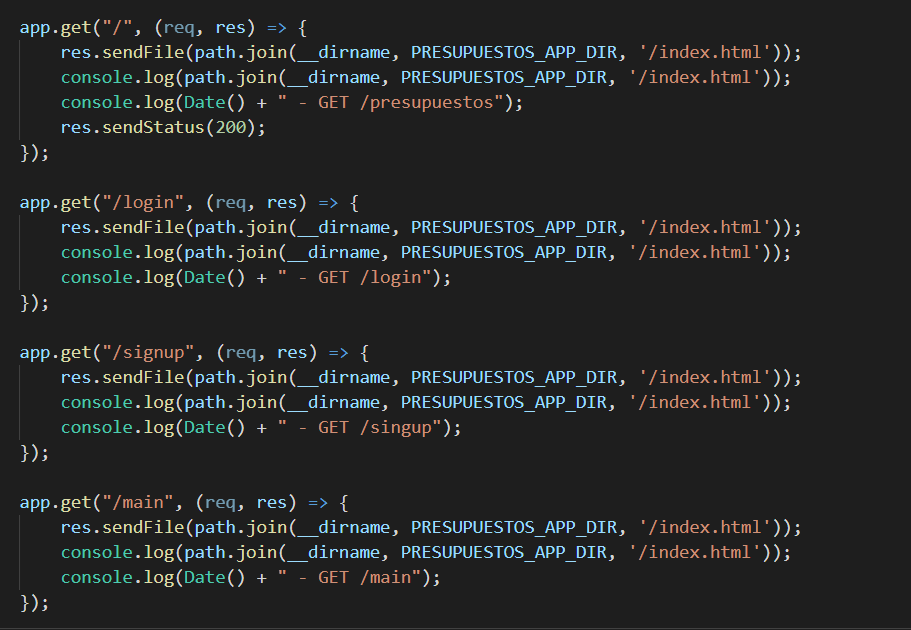 app.get("/", (req, res) => {
    res.sendFile(path.join(__dirname, PRESUPUESTOS_APP_DIR, '/index.html'));
    console.log(path.join(__dirname, PRESUPUESTOS_APP_DIR, '/index.html'));
    console.log(Date() + " - GET /presupuestos");
    res.sendStatus(200);
});

app.get("/login", (req, res) => {
    res.sendFile(path.join(__dirname, PRESUPUESTOS_APP_DIR, '/index.html'));
    console.log(path.join(__dirname, PRESUPUESTOS_APP_DIR, '/index.html'));
    console.log(Date() + " - GET /login");
});

app.get("/signup", (req, res) => {
    res.sendFile(path.join(__dirname, PRESUPUESTOS_APP_DIR, '/index.html'));
    console.log(path.join(__dirname, PRESUPUESTOS_APP_DIR, '/index.html'));
    console.log(Date() + " - GET /singup");
});

app.get("/main", (req, res) => {
    res.sendFile(path.join(__dirname, PRESUPUESTOS_APP_DIR, '/index.html'));
    console.log(path.join(__dirname, PRESUPUESTOS_APP_DIR, '/index.html'));
    console.log(Date() + " - GET /main");
});